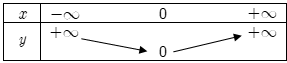 x −∞ 0 +∞
y +∞ +∞
0